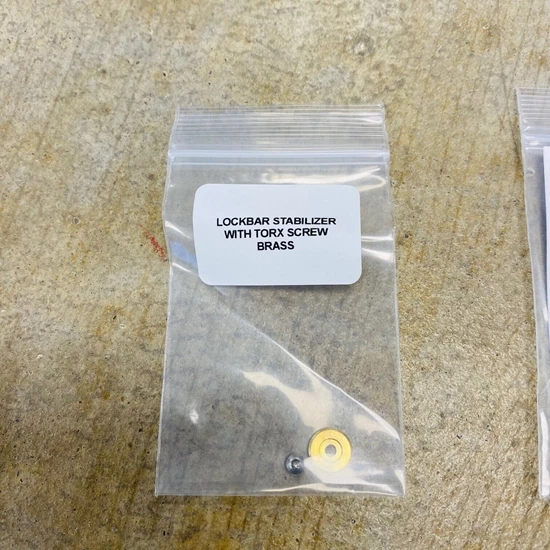 LOCKBAR STABILIZER
WITH TORX SCREW
BRASS